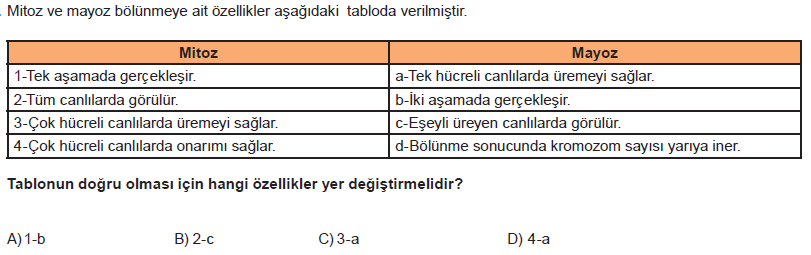 . Mitoz ve mayoz bölünmeye ait özellikler aşağıdaki tabloda verilmiştir.
Mitoz Mayoz
1-Tek aşamada gerçekleşir. a-Tek hücreli canlılarda üremeyi sağlar.
2-Tüm canlılarda görülür. b-İki aşamada gerçekleşir.
3-Çok hücreli canlılarda üremeyi sağlar. c-Eşeyli üreyen canlılarda görülür.
4-Çok hücreli canlılarda onarımı sağlar. d-Bölünme sonucunda kromozom sayısı yarıya iner.
Tablonun doğru olması için hangi özellikler yer değiştirmelidir?
A) 1-b B) 2-c C) 3-a D) 4-a